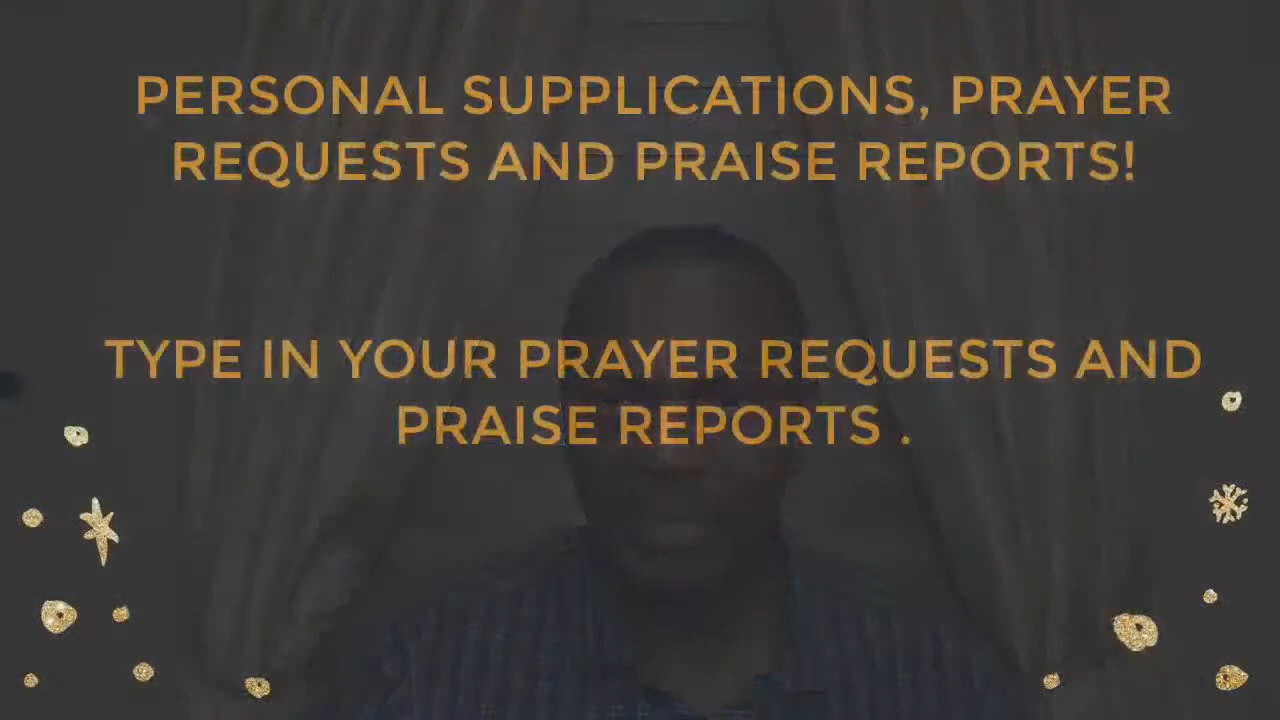 PERSONAL SUPPLICATIONS, PRAYER
REQUESTS AND PRAISE REPORTS!
TYPE IN YOUR PRAYER REQUESTS AND
PRAISE REPORTS .